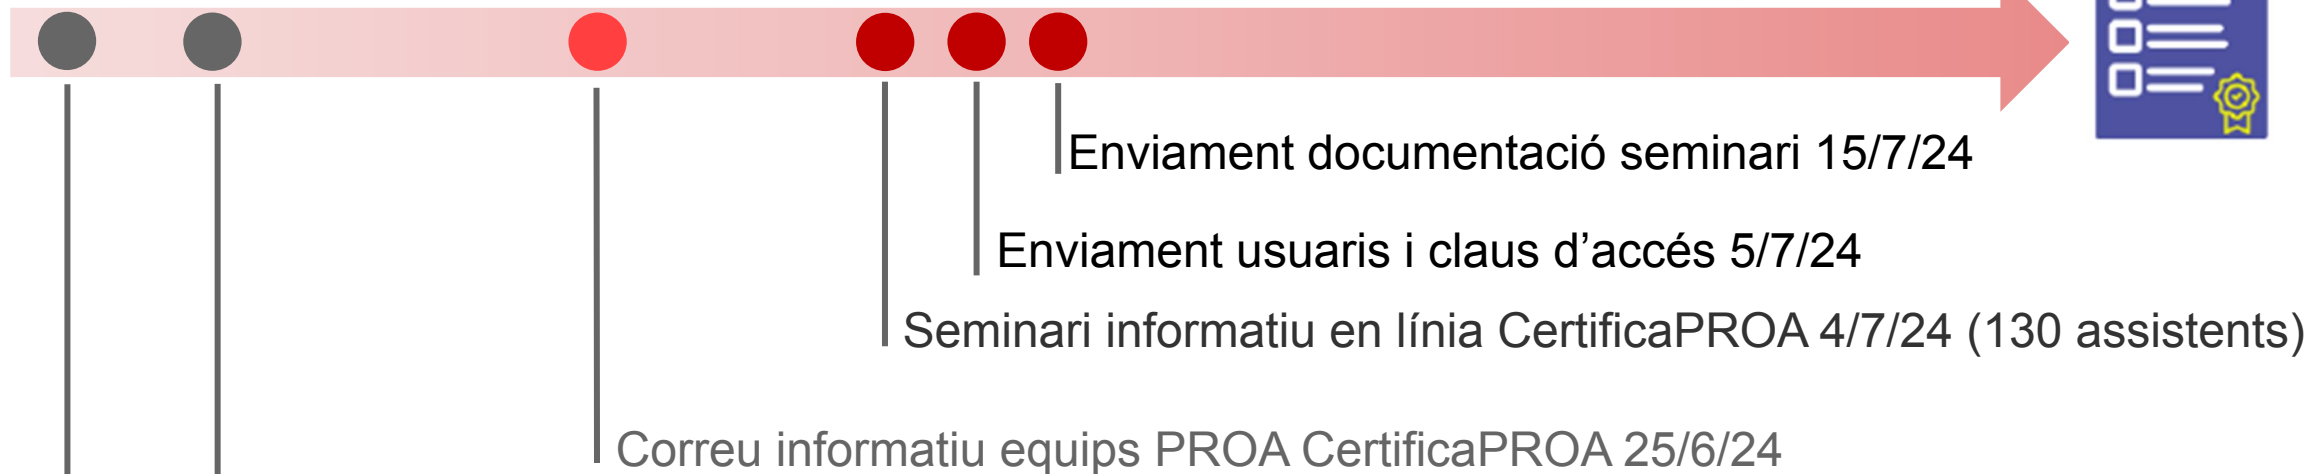 Enviament documentació seminari 15/7/24
Enviament usuaris i claus d’accés 5/7/24
Seminari informatiu en línia CertificaPROA 4/7/24 (130 assistents)
Correu informatiu equips PROA CertificaPROA 25/6/24